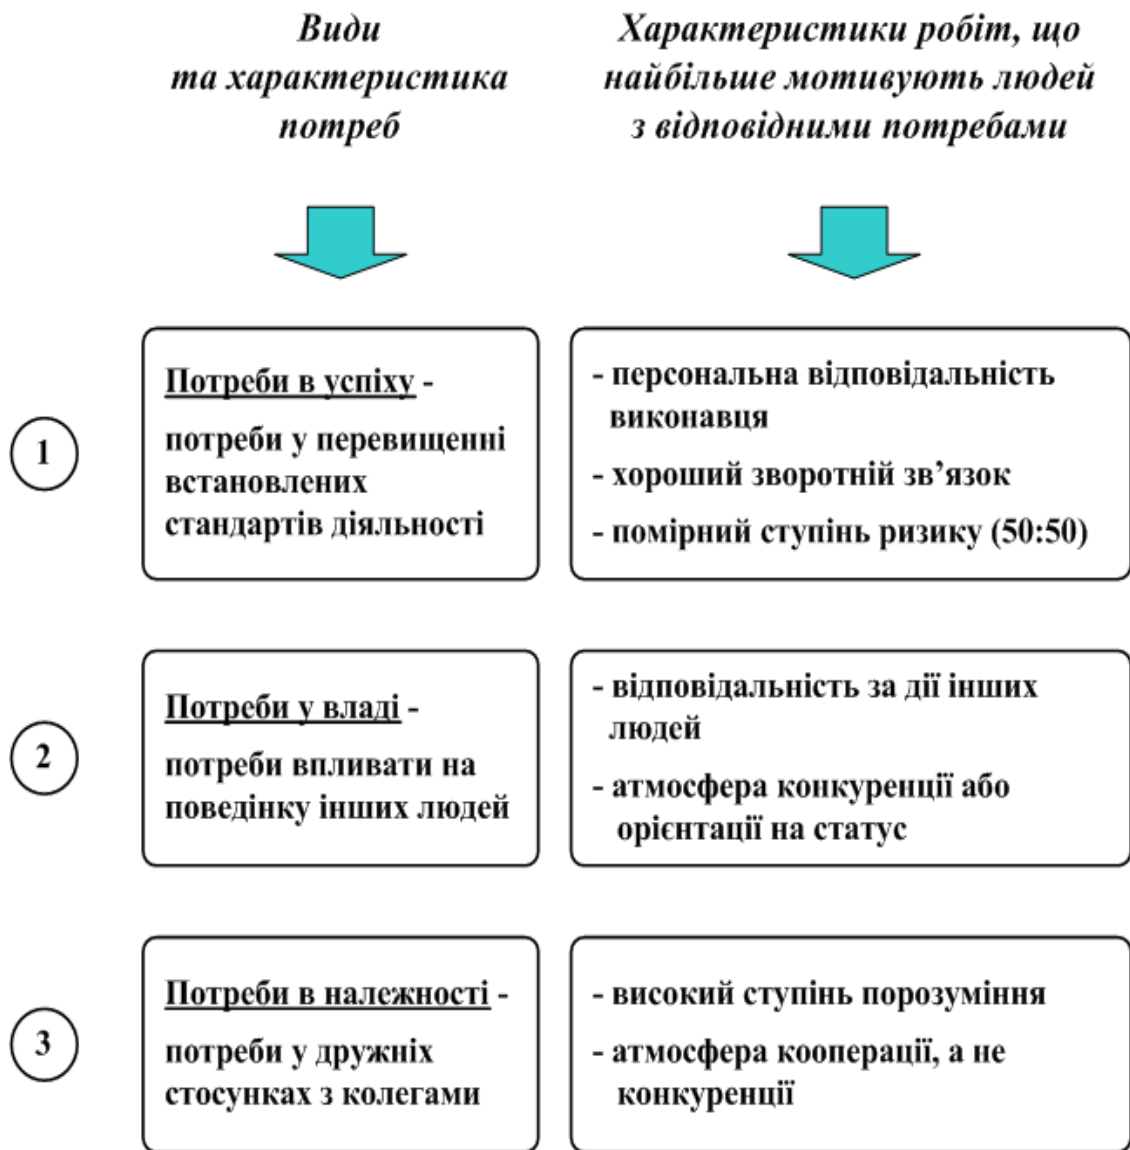 Види
та характеристика
потреб
Характеристики робіт, що
найбільше мотивують людей
з відповідними потребами
1
Потреби в успіху -
потреби у перевищенні
встановлених
стандартів діяльності
- персональна відповідальність
виконавця
- хороший зворотній зв’язок
- помірний ступінь ризику (50:50)
2
Потреби у владі -
потреби впливати на
поведінку інших людей
- відповідальність за дії інших
людей
- атмосфера конкуренції або
орієнтації на статус
3
Потреби в належності -
потреби у дружніх
стосунках з колегами
- високий ступінь порозуміння
- атмосфера кооперації, а не
конкуренції